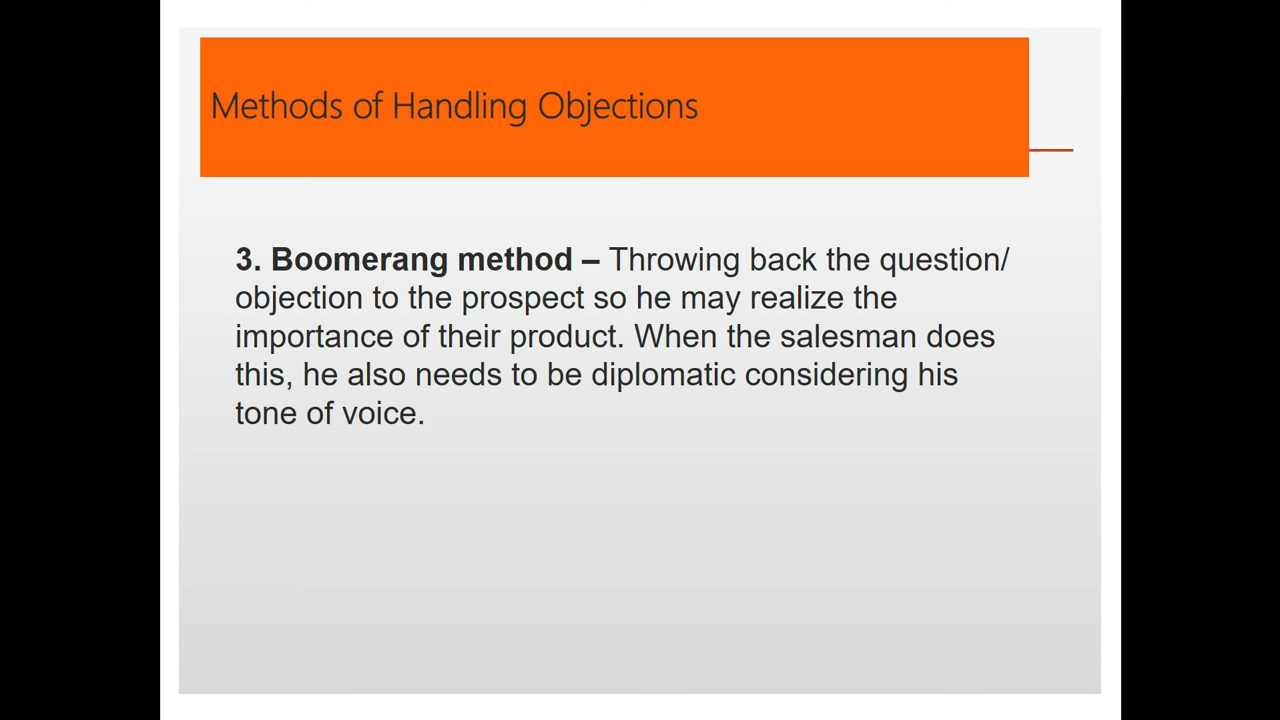 Methods of Handling Objections
3. Boomerang method – Throwing back the question/
objection to the prospect so he may realize the
importance of their product. When the salesman does
this, he also needs to be diplomatic considering his
tone of voice.